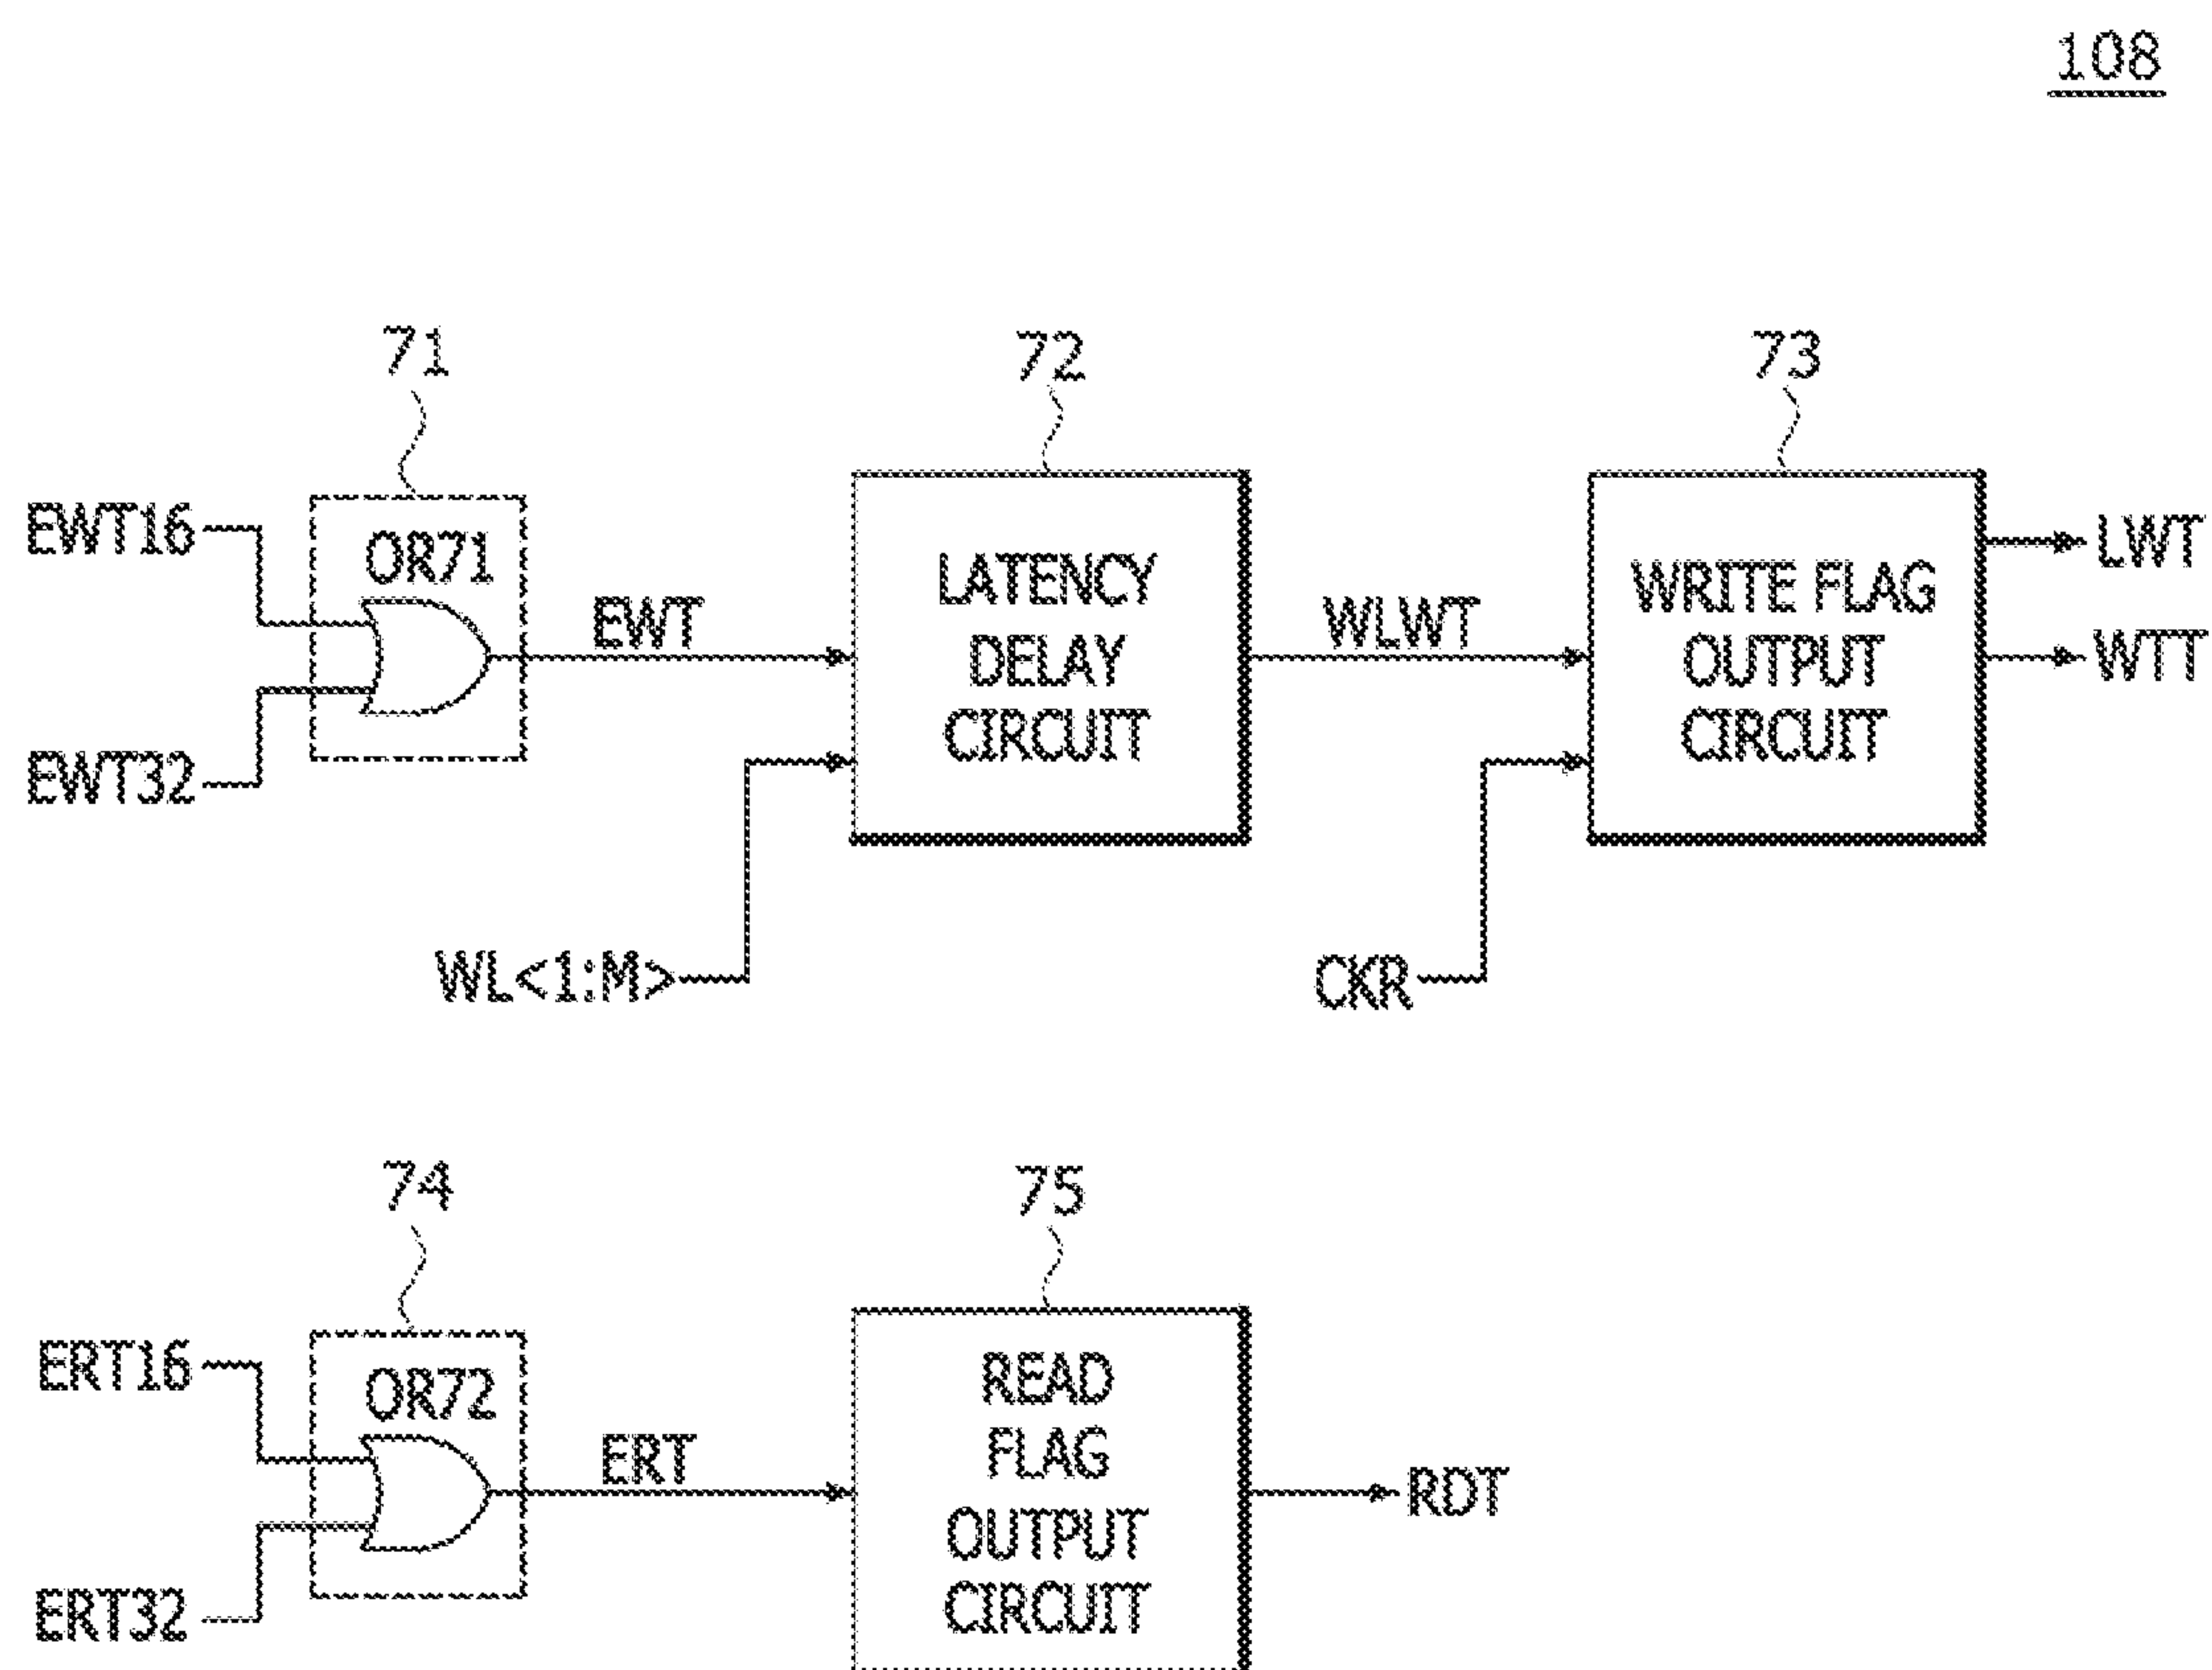 108
71
72
73
EWT16
OR71
EWT
EWT32
LATENCY
DELAY
CIRCUIT
WL<1:M>
WLWT
WRITE FLAG
OUTPUT
CIRCUIT
CKR
LWT
WTT
74
75
ERT16
OR72
ERT
ERT32
READ
FLAG
OUTPUT
CIRCUIT
RDT